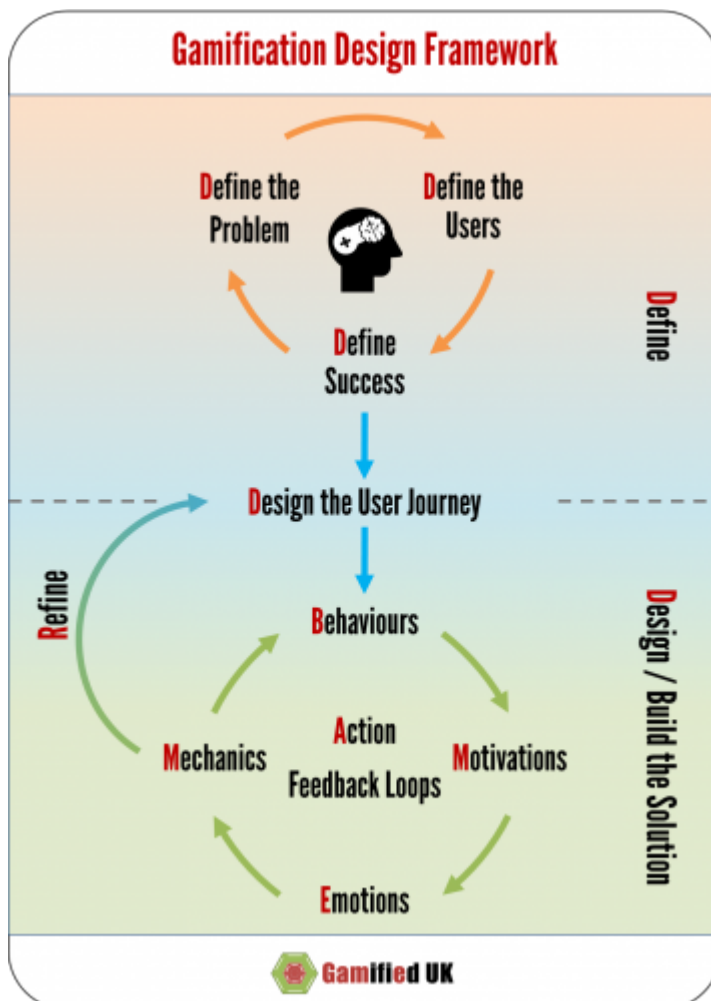 Gamification Design Framework
Define the
Problem
Define the
Users
Define
Success
Define
Design the User Journey
Refine
Behaviours
Design / Build the Solution
Mechanics
Action
Feedback Loops
Motivations
Emotions
Gamified UK